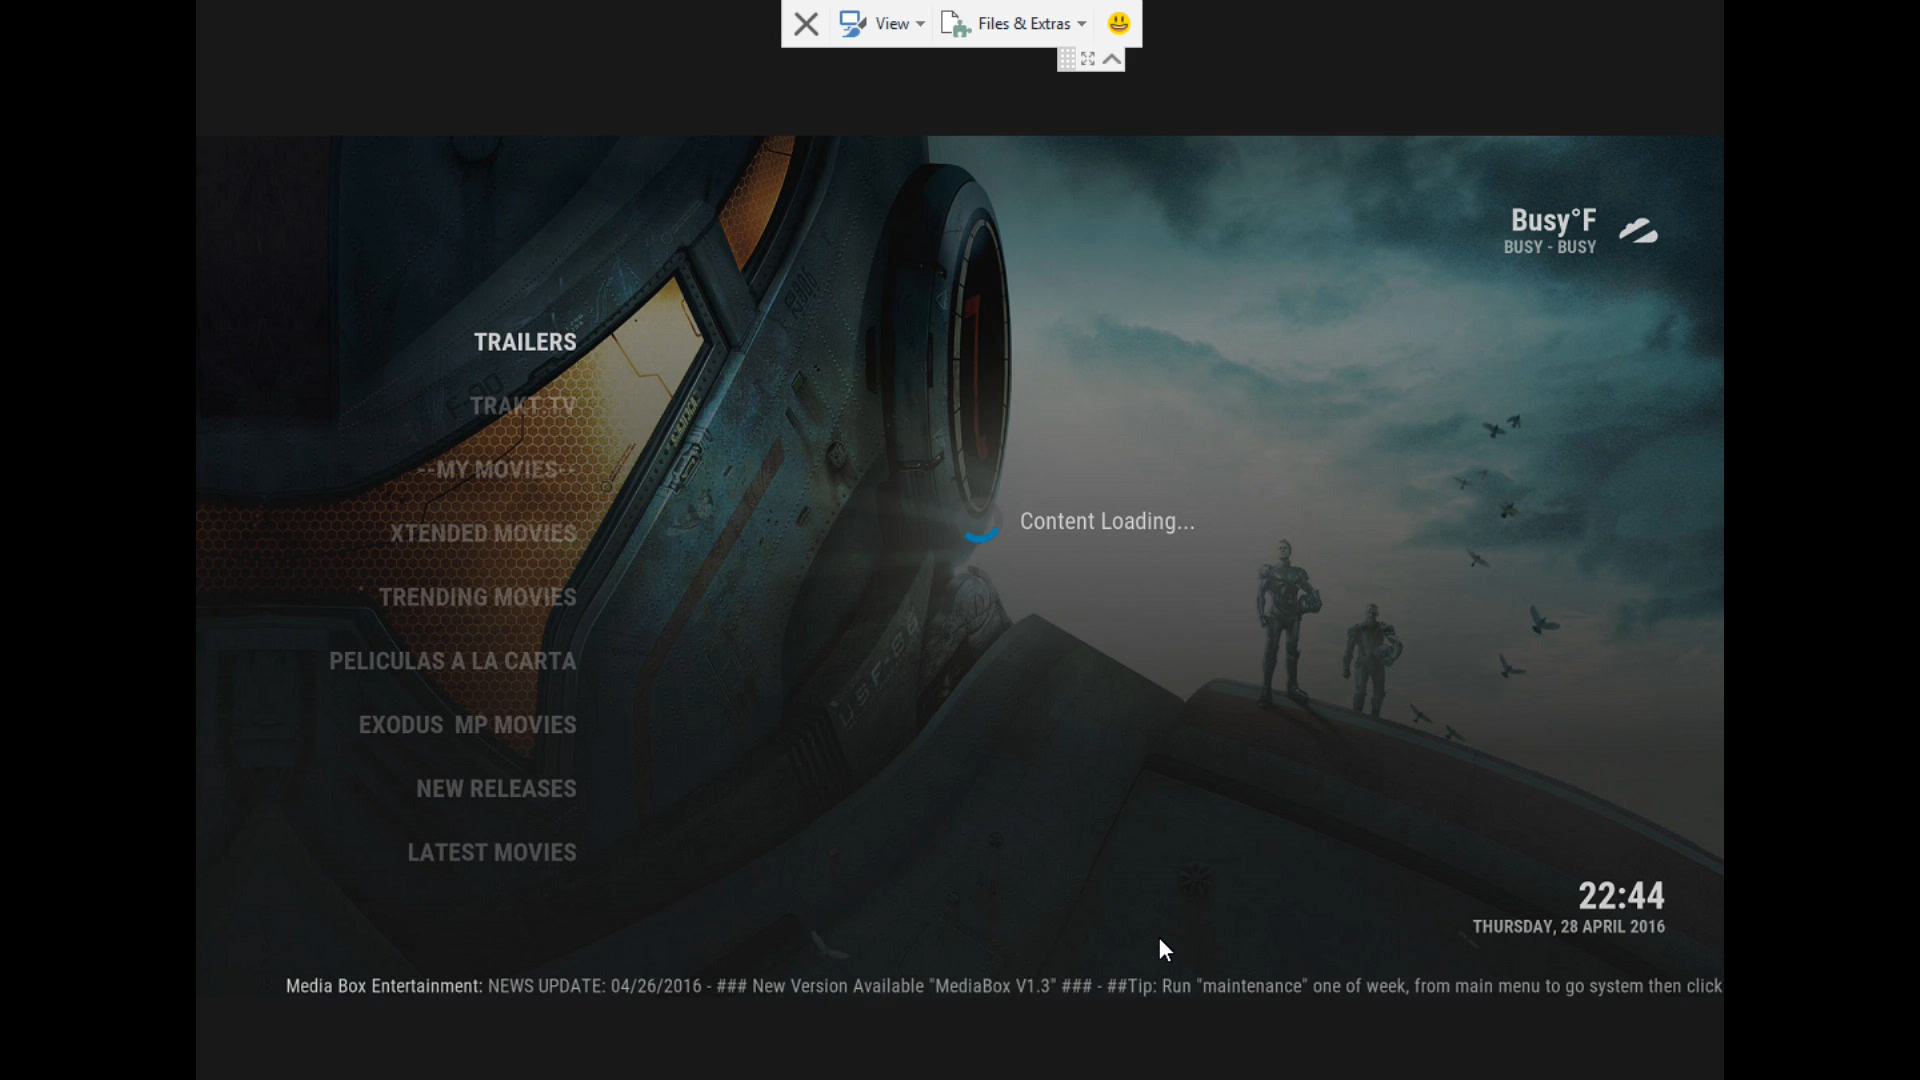 View
Files & Extras
Busy°F
BUSY - BUSY
TRAILERS
TRAKT TV
--MY MOVIES--
XTENDED MOVIES
TRENDING MOVIES
PELICULAS A LA CARTA
EXODUS  MP MOVIES
NEW RELEASES
LATEST MOVIES
Content Loading...
USF-96
22:44
THURSDAY, 28 APRIL 2016
Media Box Entertainment: NEWS UPDATE: 04/26/2016 - ### New Version Available "MediaBox V1.3" ### - ##Tip: Run "maintenance" one of week, from main menu to go system then click